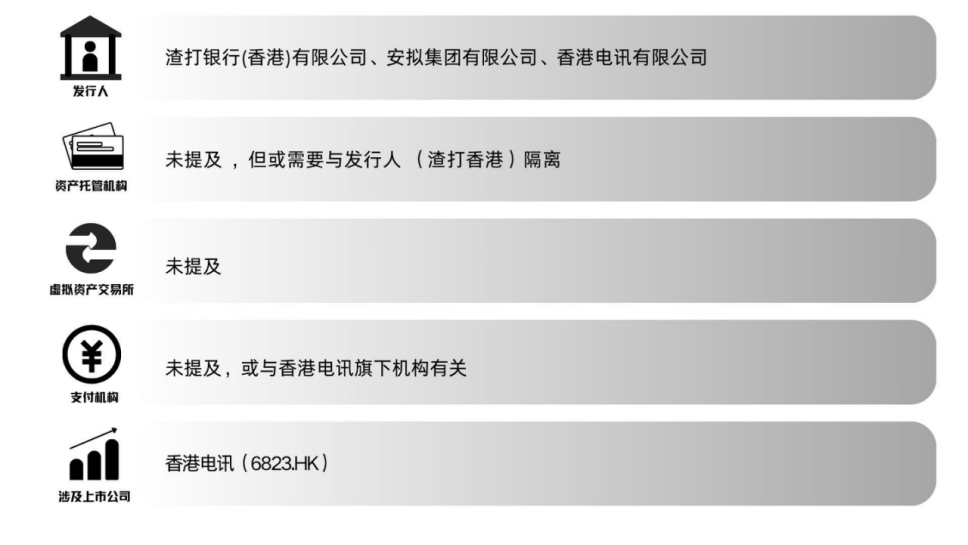 渣打银行(香港)有限公司、安拟集团有限公司、香港电讯有限公司
发行人
未提及 ，但或需要与发行人 （渣打香港）隔离
资产托管机构
未提及
虚拟资产交易所
未提及，或与香港电讯旗下机构有关
支付机构
香港电讯（6823.HK）
涉及上市公司